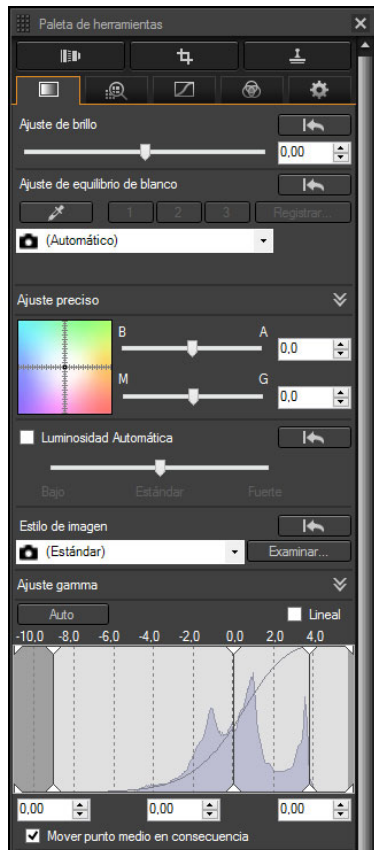 Paleta de herramientas
Ajuste de brillo
0,00
Ajuste de equilibrio de blanco
1 2 3 Registrar...
(Automático)
Ajuste preciso
B A
0,0
M G
0,0
Luminosidad Automática
Bajo Estándar Fuerte
Estilo de imagen
(Estándar) Examinar...
Ajuste gamma
Auto Lineal
-10,0 -8,0 -6,0 -4,0 -2,0 0,0 2,0 4,0
0,00 0,00 0,00
Mover punto medio en consecuencia